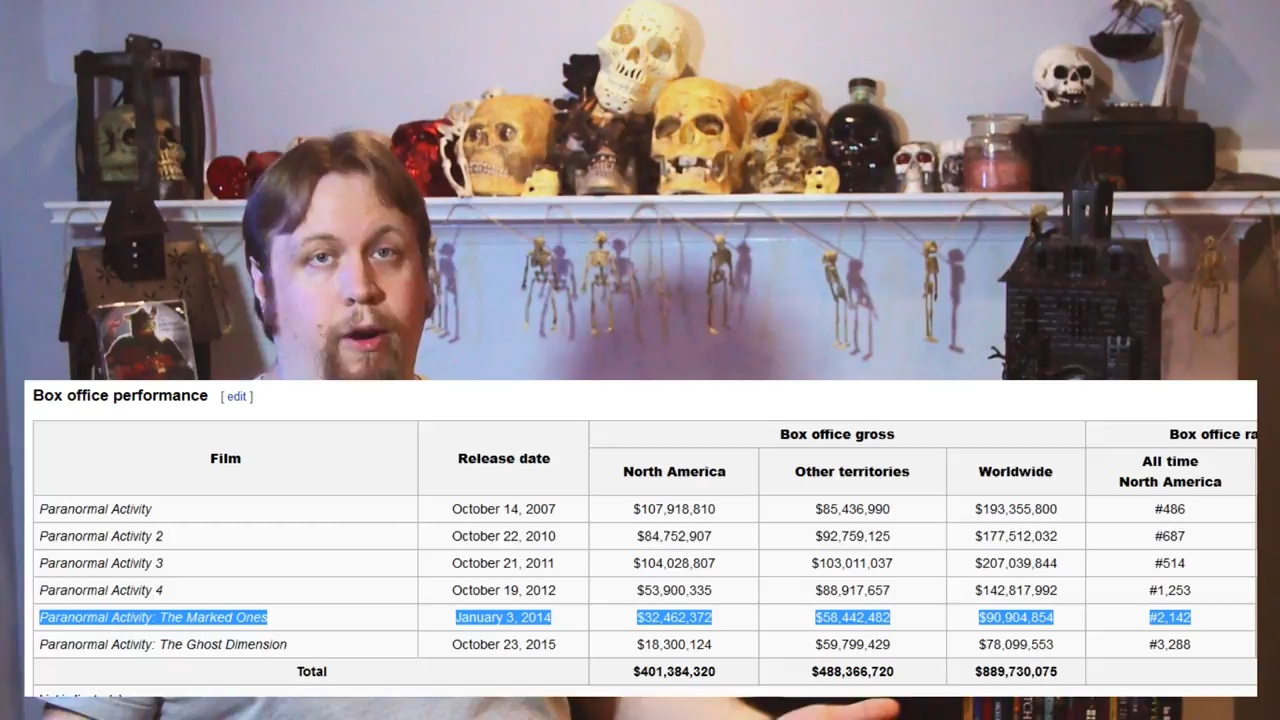 Box office performance [ edit ]
Film Release date Box office gross Box office ra
North America Other territories Worldwide All time North America
Paranormal Activity October 14, 2007 $107,918,810 $85,436,990 $193,355,800 #486
Paranormal Activity 2 October 22, 2010 $84,752,907 $92,759,125 $177,512,032 #687
Paranormal Activity 3 October 21, 2011 $104,028,807 $103,011,037 $207,039,844 #514
Paranormal Activity 4 October 19, 2012 $53,900,335 $88,917,657 $142,817,992 #1,253
Paranormal Activity: The Marked Ones January 3, 2014 $32,462,372 $58,442,482 $90,904,854 #2,142
Paranormal Activity: The Ghost Dimension October 23, 2015 $18,300,124 $59,799,429 $78,099,553 #3,288
Total $401,384,320 $488,366,720 $889,730,075